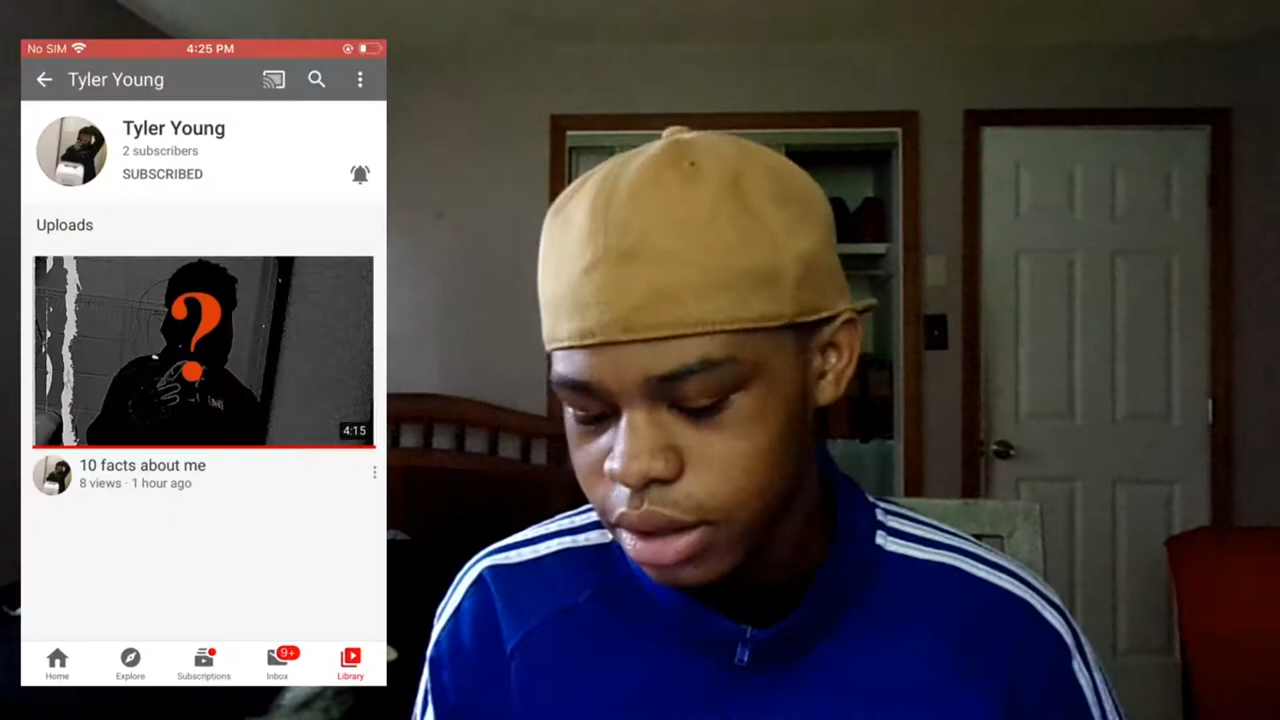 No SIM 4:25 PM
Tyler Young
Tyler Young
2 subscribers
SUBSCRIBED
Uploads
?
4:15
10 facts about me
8 views · 1 hour ago
9+
Home Explore Subscriptions Inbox Library